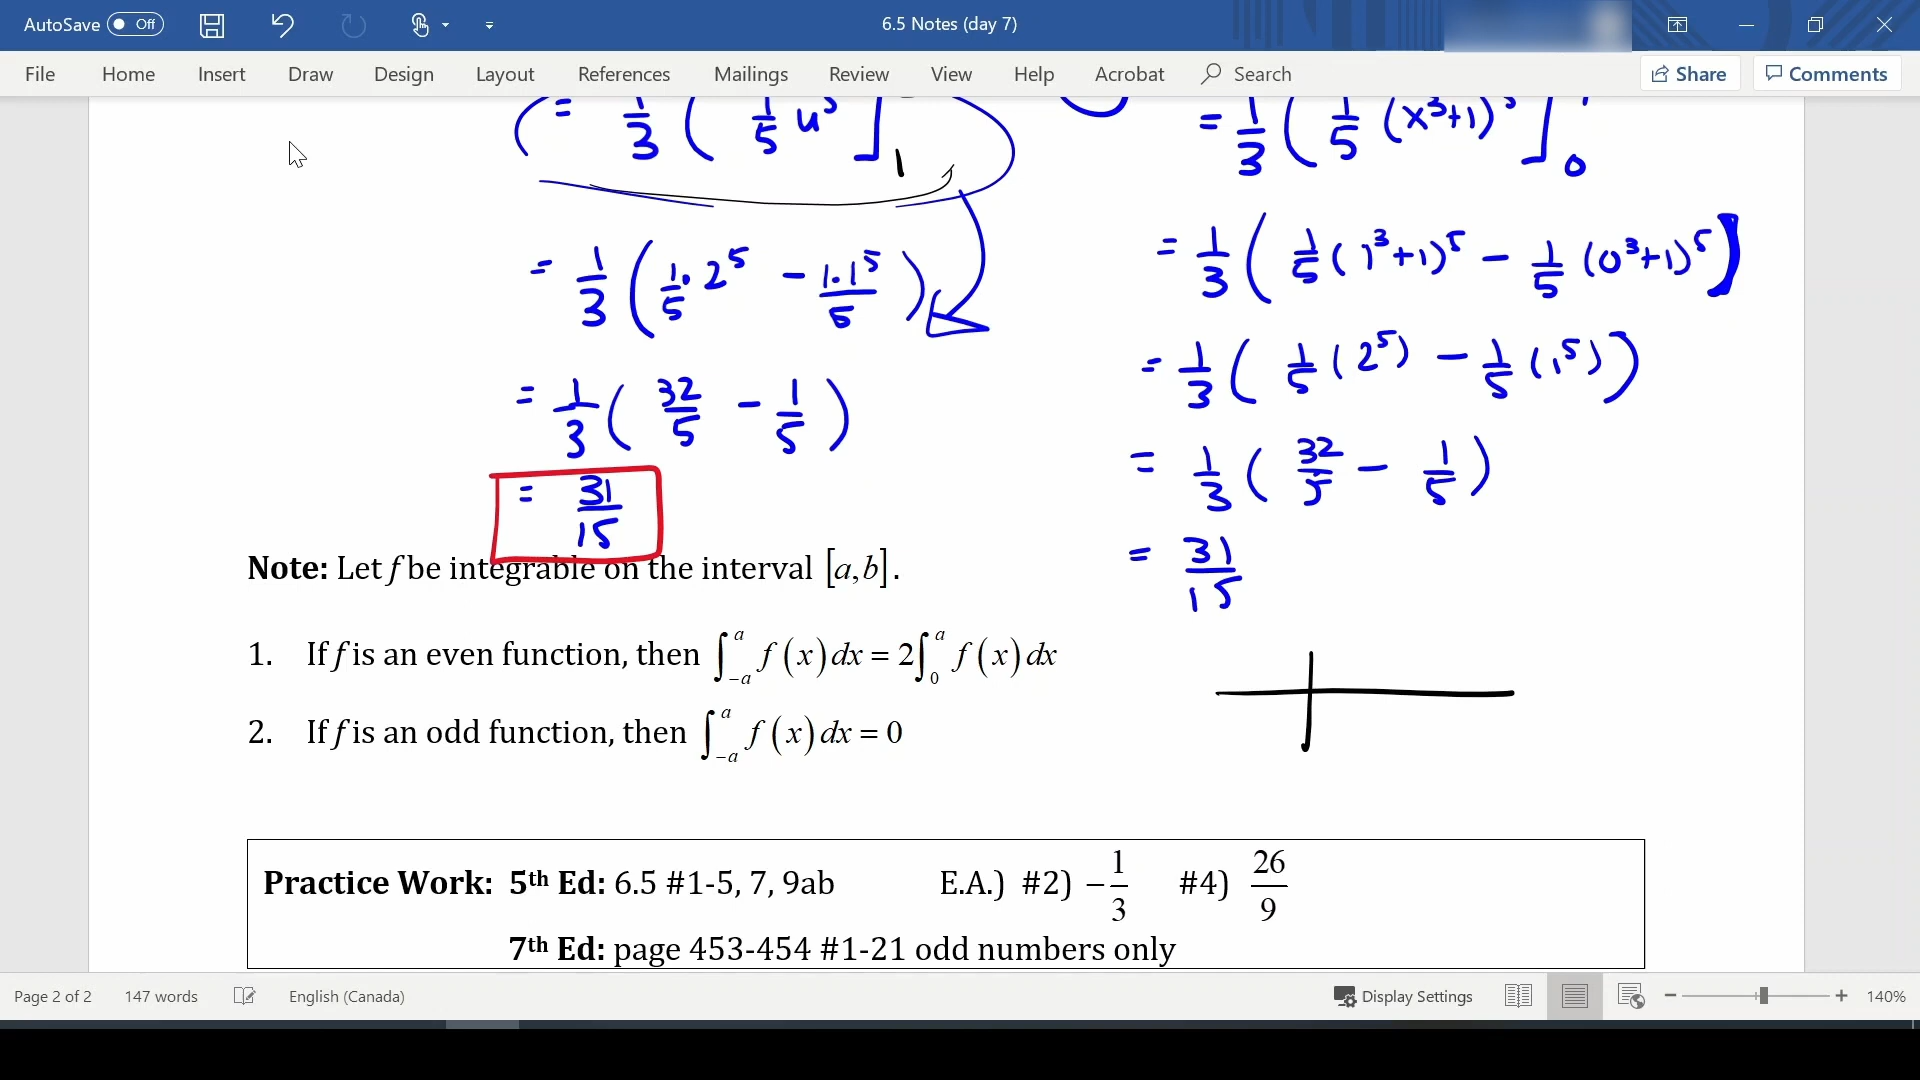 AutoSave Off 6.5 Notes (day 7)
File Home Insert Draw Design Layout References Mailings Review View Help Acrobat Search Share Comments
= 1/3 ( 1/5 u⁵ ]₁
= 1/3 ( 1/5 · 2⁵ − 1·1⁵/5 )
= 1/3 ( 32/5 − 1/5 )
= 31/15
= 1/3 ( 1/5 (x³+1)⁵ ]₀¹
= 1/3 ( 1/5 (1³+1)⁵ − 1/5 (0³+1)⁵ )
= 1/3 ( 1/5 (2⁵) − 1/5 (1⁵) )
= 1/3 ( 32/5 − 1/5 )
= 31/15
Note: Let f be integrable on the interval [a,b].
1. If f is an even function, then ∫₋ₐᵃ f(x)dx = 2∫₀ᵃ f(x)dx
2. If f is an odd function, then ∫₋ₐᵃ f(x)dx = 0
Practice Work: 5th Ed: 6.5 #1-5, 7, 9ab E.A.) #2) −1/3 #4) 26/9
7th Ed: page 453-454 #1-21 odd numbers only
Page 2 of 2 147 words English (Canada) Display Settings 140%